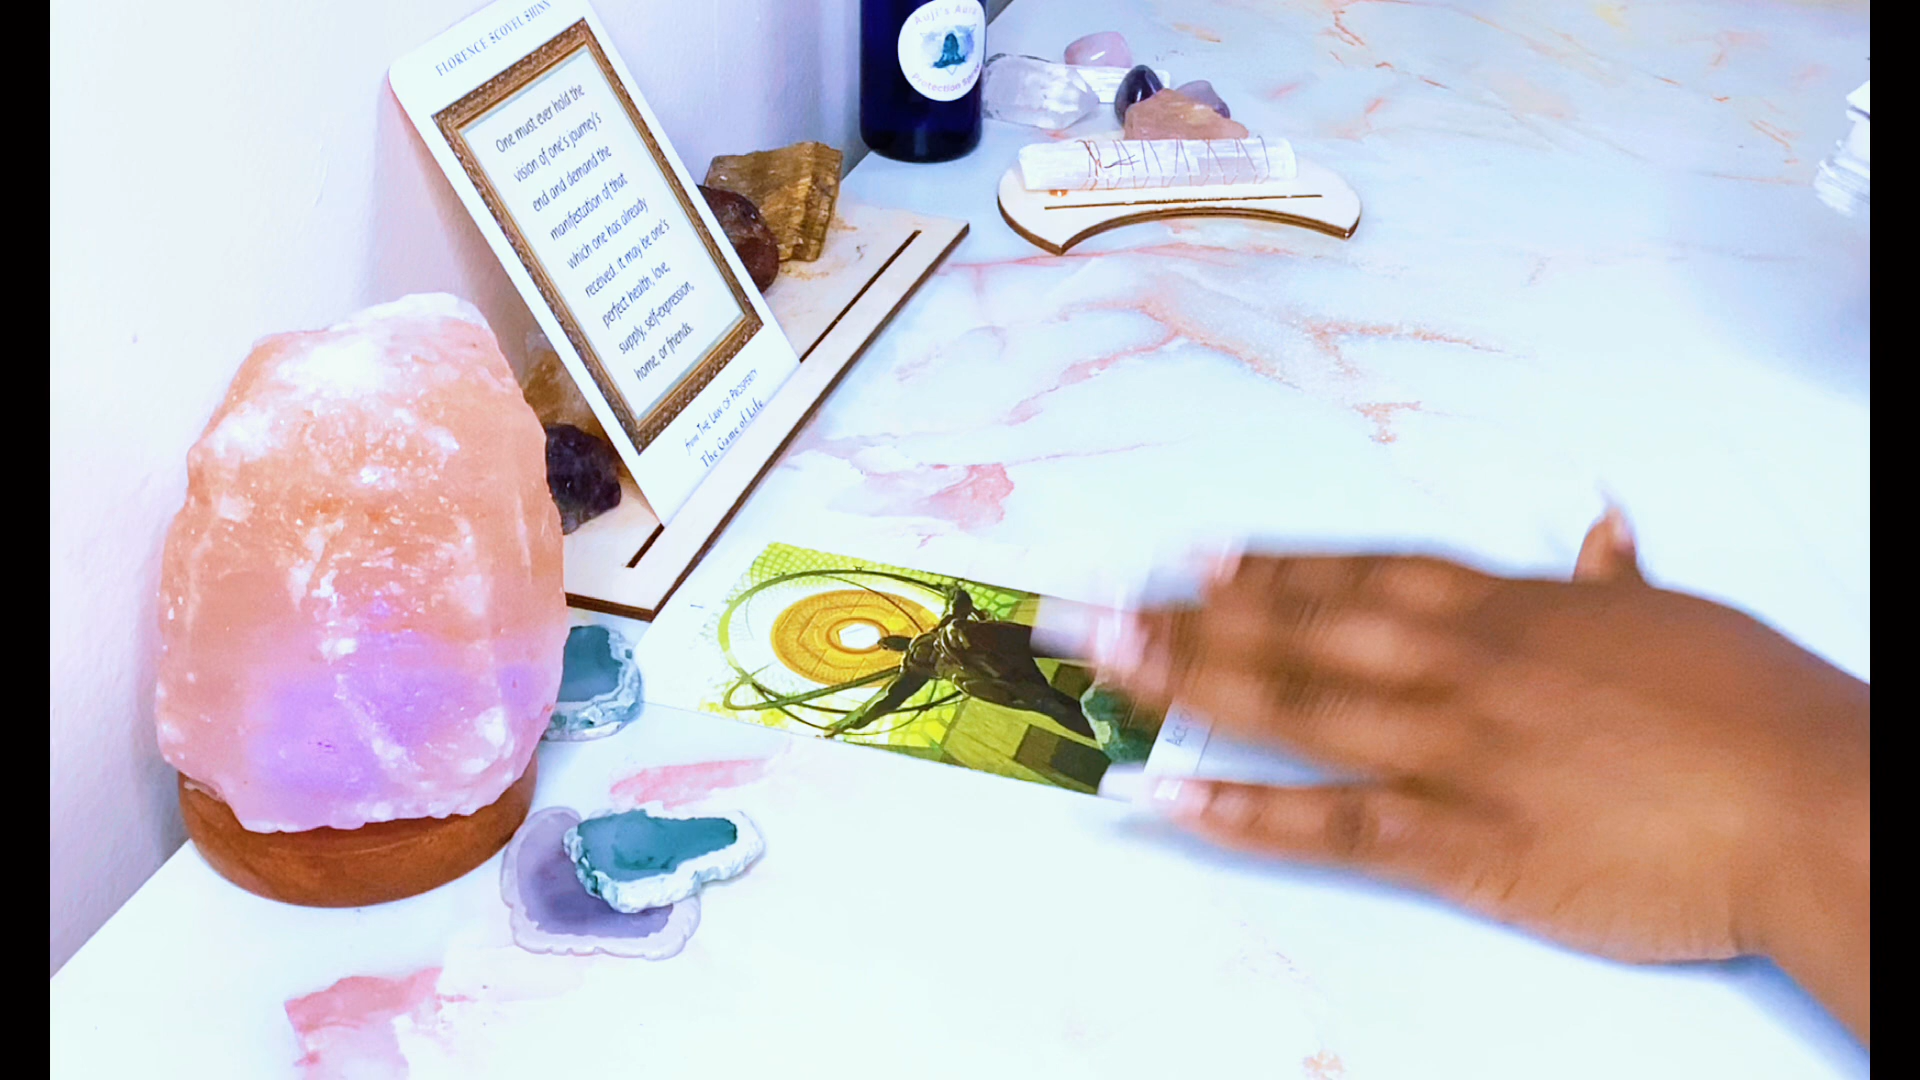 FLORENCE SCOVEL SHINN
One must ever hold the
vision of one's journey's
end and demand the
manifestation of that
which one has already
received. It may be one's
perfect health, love,
supply, self-expression,
home, or friends.
from THE LAW OF PROSPERITY
The Game of Life
Auji's Aura
Protection Spray